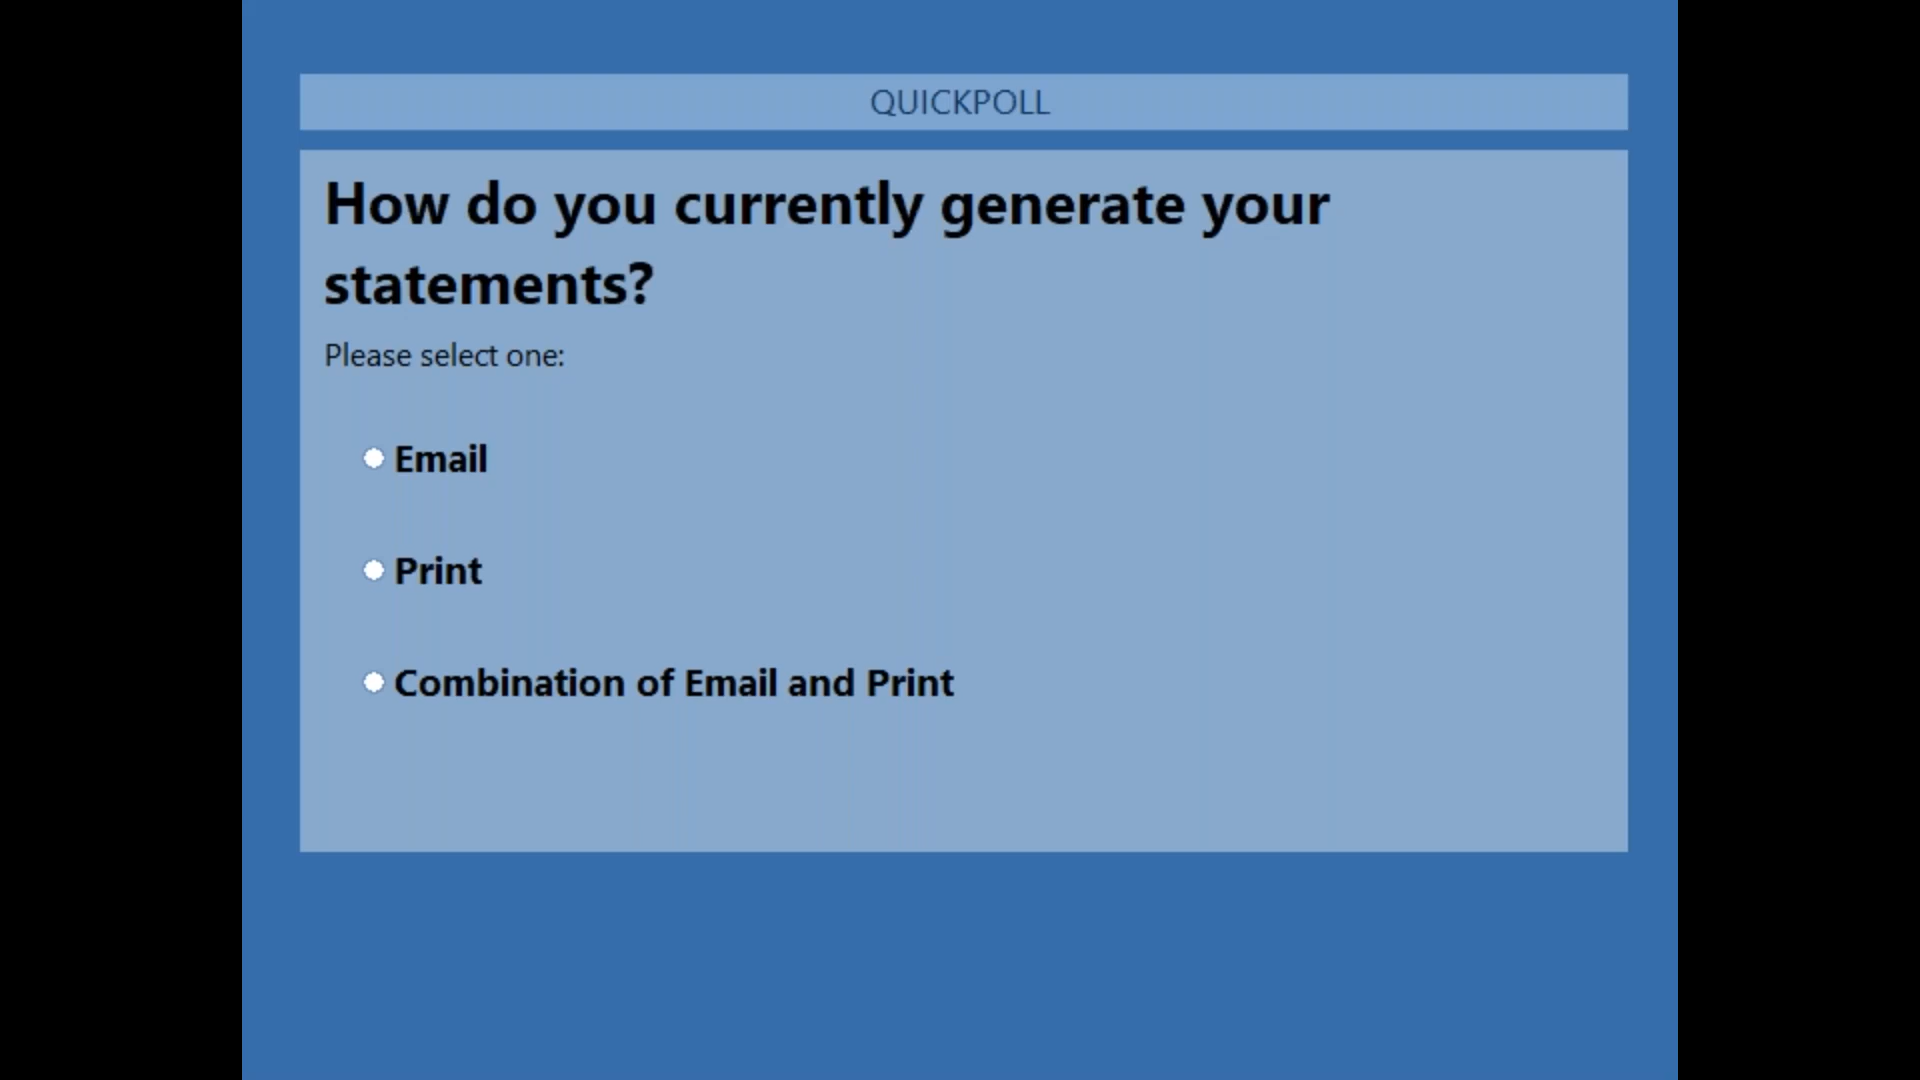 QUICKPOLL
How do you currently generate your
statements?
Please select one:
Email
Print
Combination of Email and Print